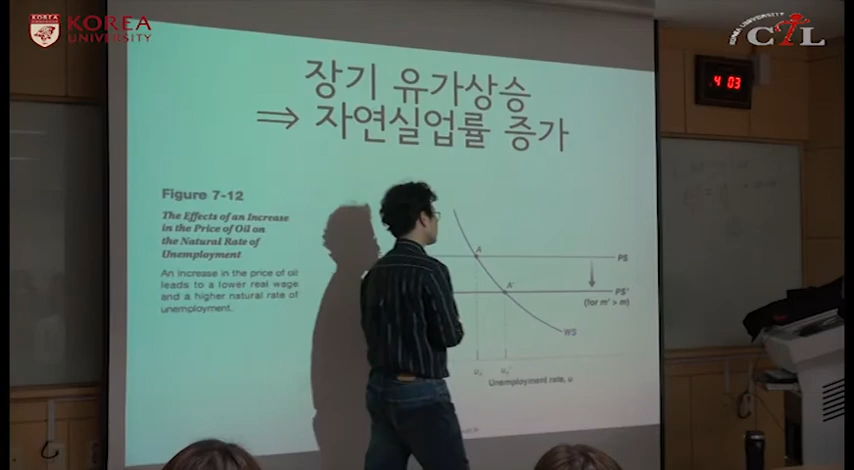 KOREA
UNIVERSITY
KOREA UNIVERSITY
CTL
4 03
장기 유가상승
⇒ 자연실업률 증가
Figure 7-12
The Effects of an Increase
in the Price of Oil on
the Natural Rate of
Unemployment
An increase in the price of oil
leads to a lower real wage
and a higher natural rate of
unemployment.
A
PS
A'
PS'
(for m' > m)
WS
Unemployment rate, u